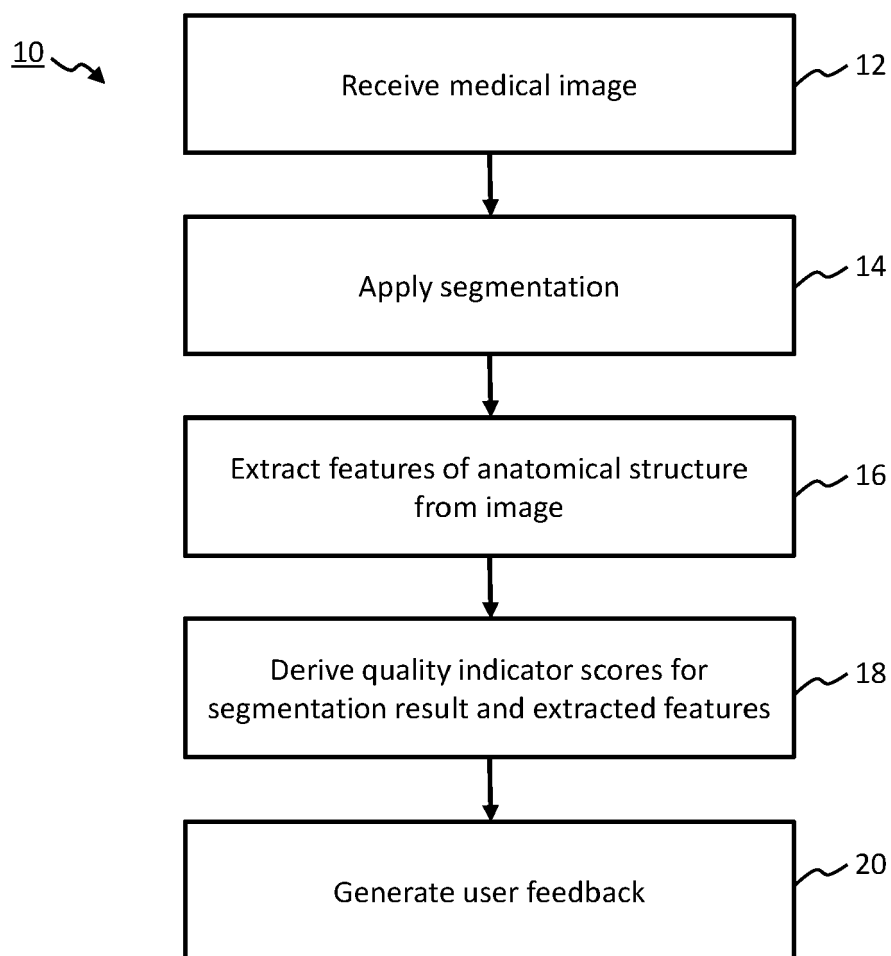 10
Receive medical image
12
Apply segmentation
14
Extract features of anatomical structure
from image
16
Derive quality indicator scores for
segmentation result and extracted features
18
Generate user feedback
20